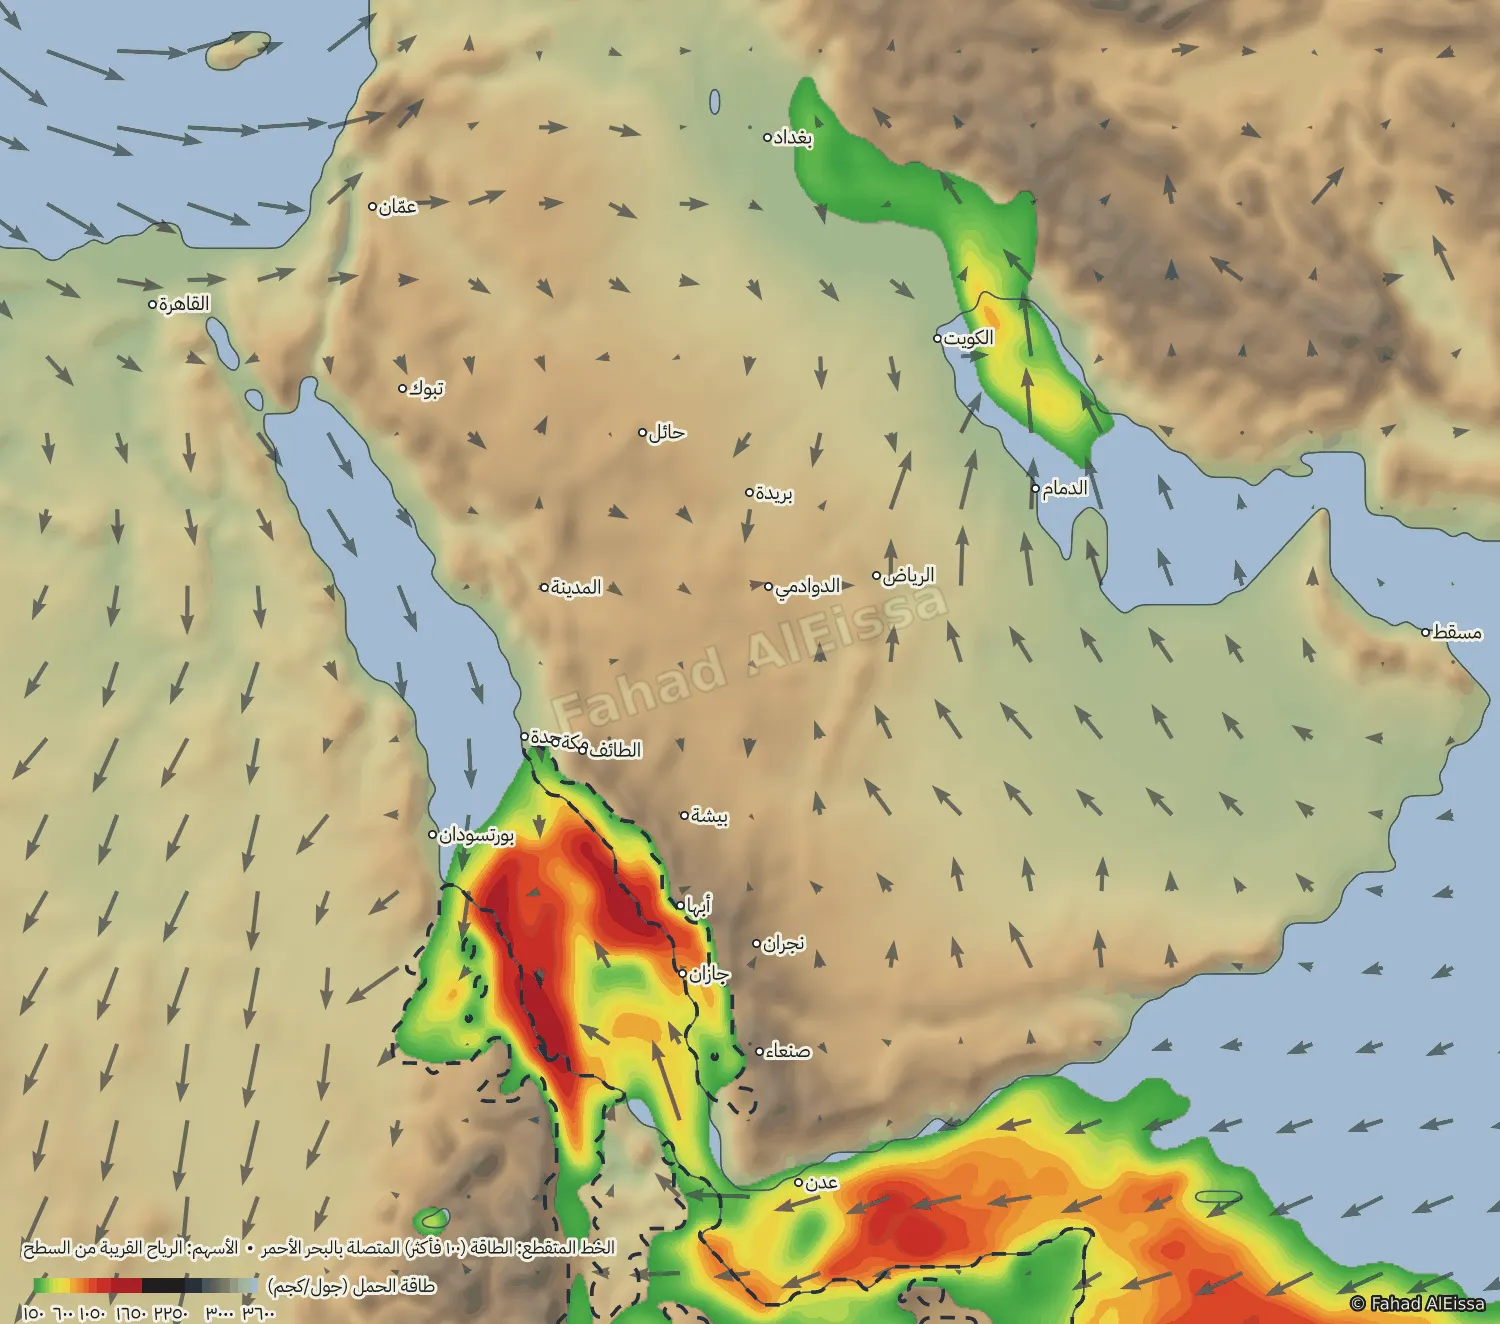 بغداد
عمّان
القاهرة
الكويت
تبوك
حائل
الدمام
بريدة
الرياض
الدوادمي
المدينة
مسقط
Fahad AlEissa
جدة
مكة
الطائف
بيشة
بورتسودان
أبها
نجران
جازان
صنعاء
عدن
الخط المتقطع: الطاقة (١٠٠ فأكثر) المتصلة بالبحر الأحمر • الأسهم: الرياح القريبة من السطح
طاقة الحمل (جول/كجم)
١٥٠ ٦٠٠ ١٠٥٠ ١٦٥٠ ٢٢٥٠ ٣٠٠٠ ٣٦٠٠
© Fahad AlEissa